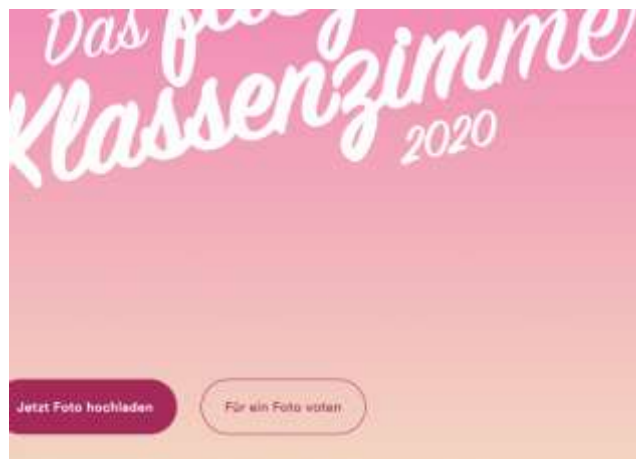 Das
Klassenzimme
2020
Jetzt Foto hochladen
Für ein Foto voten